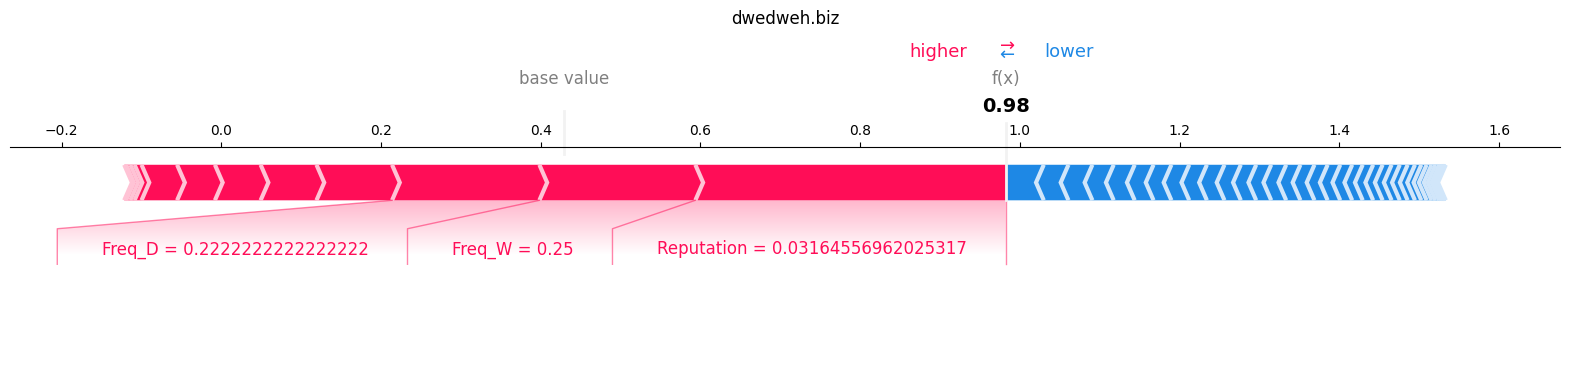 dwedweh.biz
higher → ← lower
base value f(x)
0.98
−0.2 0.0 0.2 0.4 0.6 0.8 1.0 1.2 1.4 1.6
Freq_D = 0.2222222222222222 Freq_W = 0.25 Reputation = 0.03164556962025317